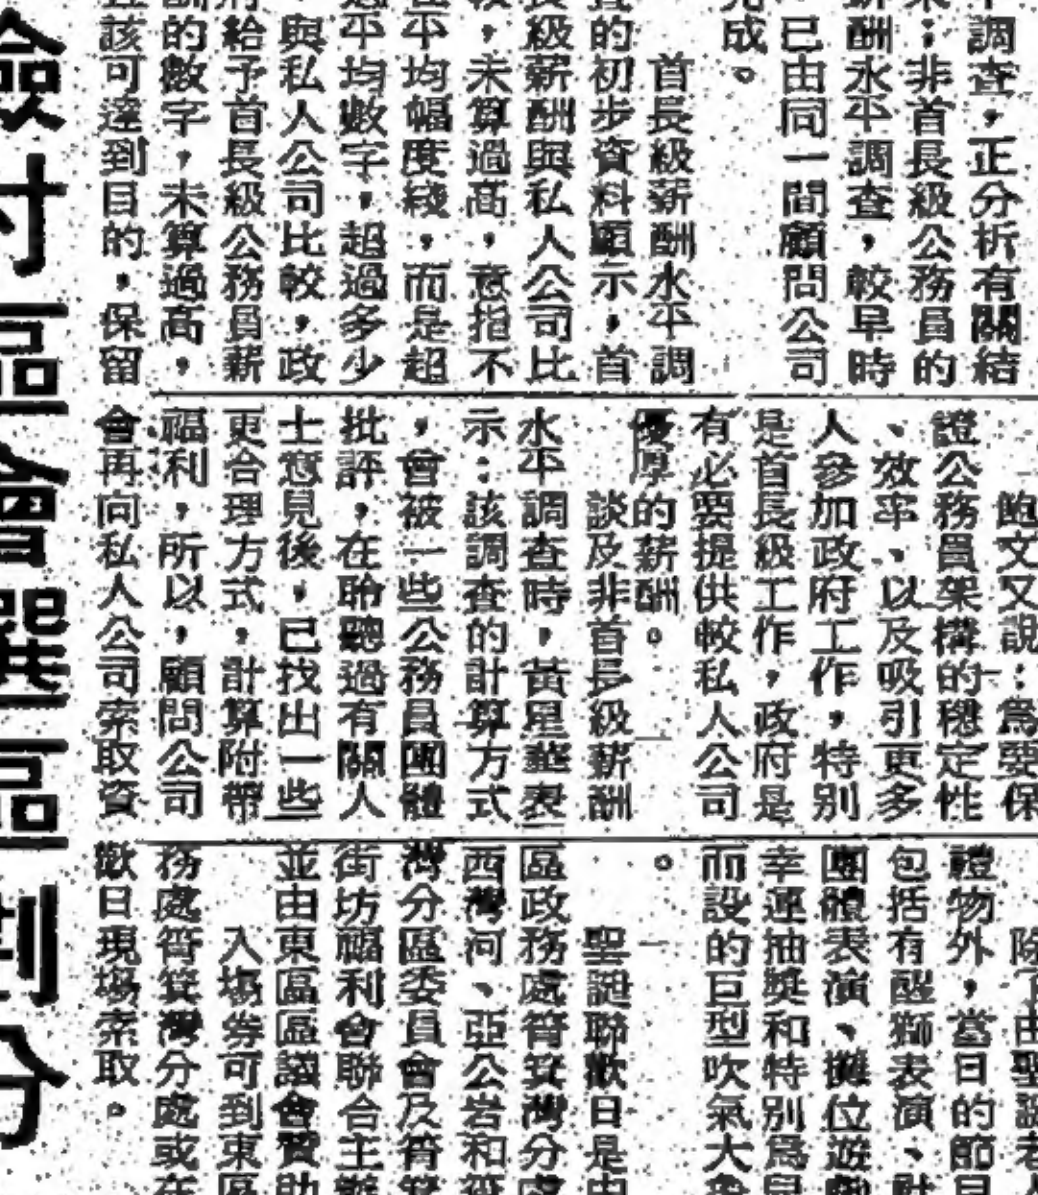 調查，正分析有關結
；非首長級公務員的
酬水平調查，較早時
已由同一間顧問公司
成。
首長級薪酬水平調
的初步資料顯示，首
級薪酬與私人公司比
，未算過高，意指不
平均幅度綫，而是超
平均數字，超過多少
與私人公司比較，政
給予首長級公務員薪
的數字，未算過高，
該可達到目的，保留
鮑文又說：為要保
證公務員架構的穩定性
、效率、以及吸引更多
人參加政府工作，特別
是首長級工作，政府是
有必要提供較私人公司
優厚的薪酬。
談及非首長級薪酬
水平調查時，黃星華表
示：該調查的計算方式
，會被一些公務員團體
批評，在聆聽過有關人
士意見後，已找出一些
更合理方式，計算附帶
福利，所以，顧問公司
會再向私人公司索取資
除了由聖誕老人
禮物外，當日的節目
包括有醒獅表演、
團體表演、攤位遊戲
幸運抽獎和特別為兒
而設的巨型吹氣大
。
聖誕聯歡日是由
區政務處筲箕灣分處
西灣河、亞公岩和筲
灣分區委員會及筲箕
街坊福利會聯合主辦
並由東區區議會贊助
入場券可到東區
務處筲箕灣分處或在
歡日現場索取。
檢討區會選區劃分